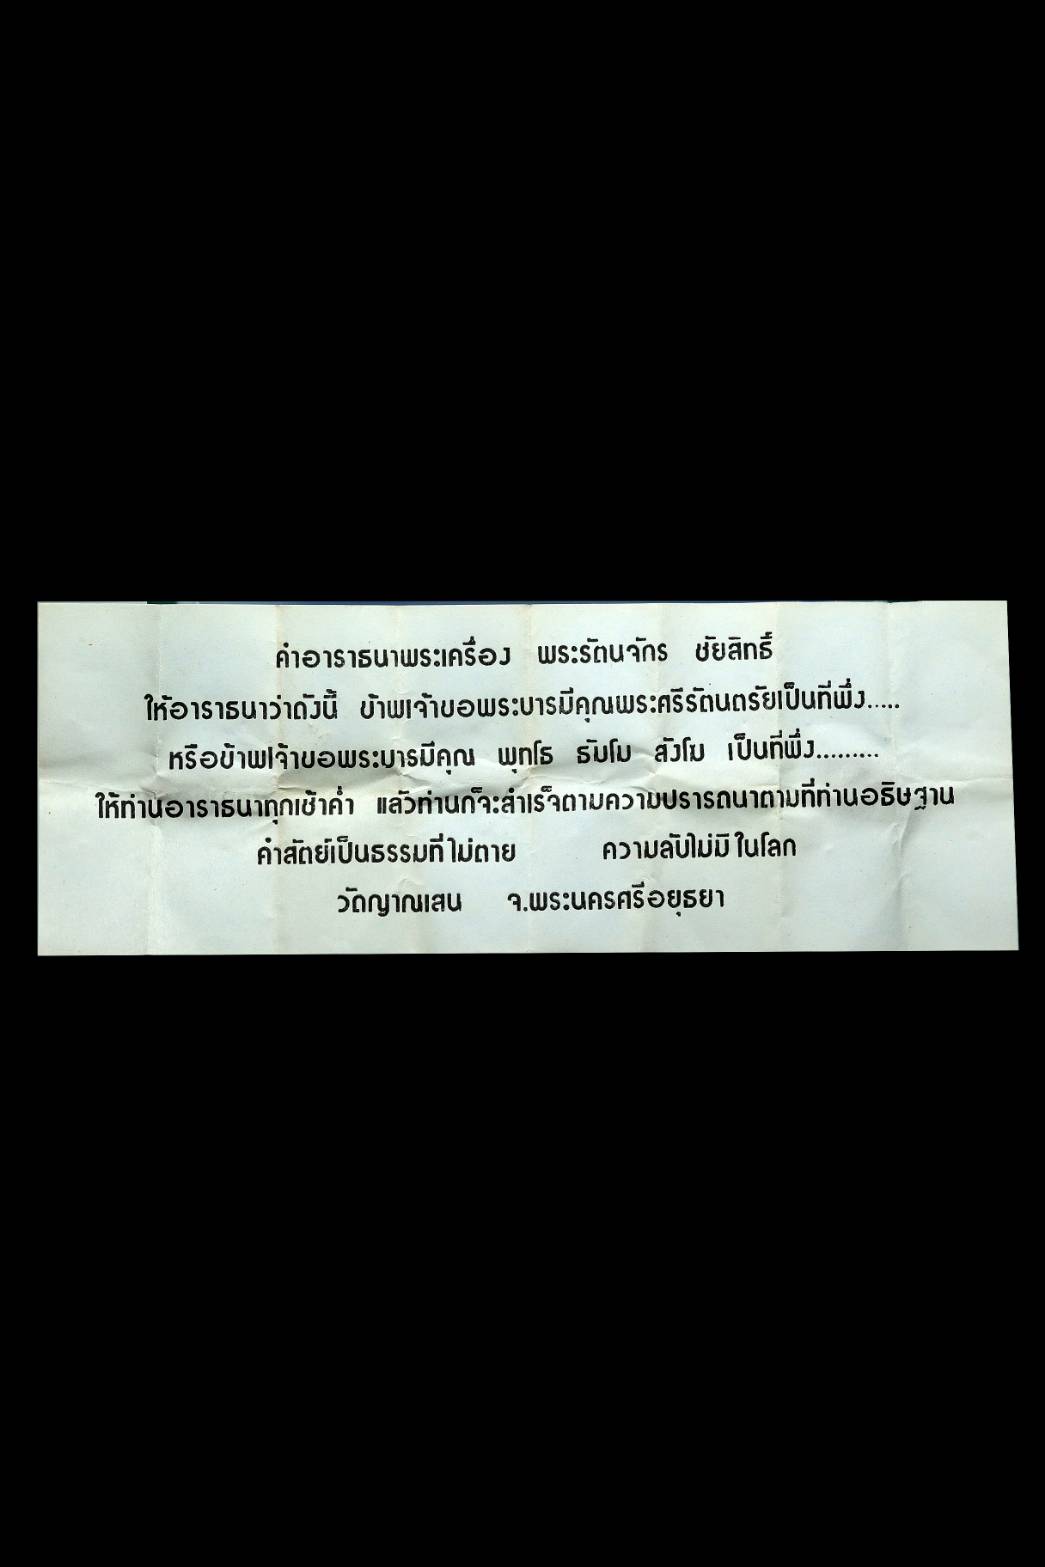 คำอาราธนาพระเครื่อง พระรัตนจักร ชัยสิทธิ์
ให้อาราธนาว่าดังนี้ ข้าพเจ้าขอพระบารมีคุณพระศรีรัตนตรัยเป็นที่พึ่ง.....
หรือข้าพเจ้าขอพระบารมีคุณ พุทโธ ธัมโม สังโฆ เป็นที่พึ่ง.........
ให้ท่านอาราธนาทุกเช้าค่ำ แล้วท่านก็จะสำเร็จตามความปรารถนาตามที่ท่านอธิษฐาน
คำสัตย์เป็นธรรมที่ไม่ตาย ความลับไม่มีในโลก
วัดญาณเสน จ.พระนครศรีอยุธยา